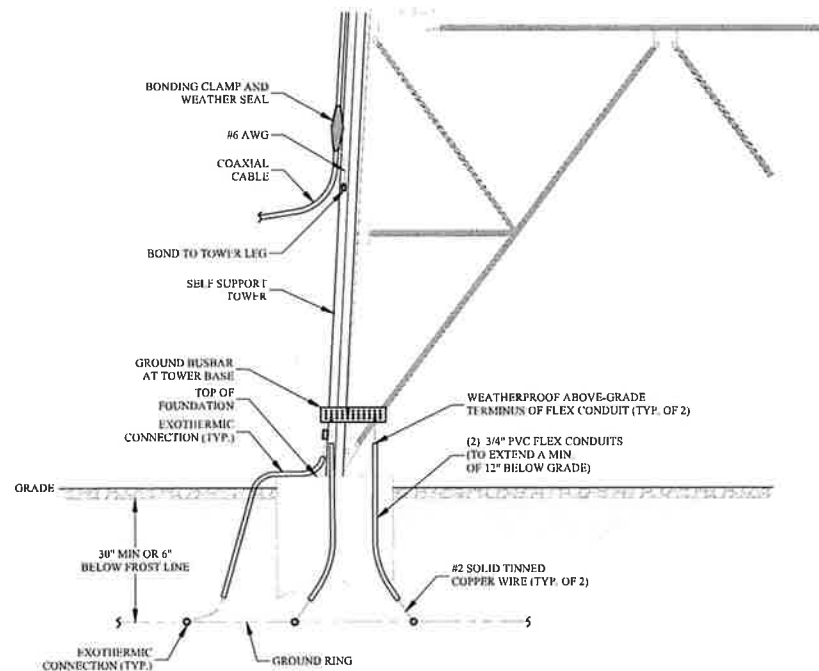 BONDING CLAMP AND
WEATHER SEAL
#6 AWG
COAXIAL
CABLE
BOND TO TOWER LEG
SELF SUPPORT
TOWER
GROUND BUSBAR
AT TOWER BASE
TOP OF
FOUNDATION
EXOTHERMIC
CONNECTION (TYP.)
WEATHERPROOF ABOVE-GRADE
TERMINUS OF FLEX CONDUIT (TYP. OF 2)
(2) 3/4" PVC FLEX CONDUITS
(TO EXTEND A MIN.
OF 12" BELOW GRADE)
GRADE
30" MIN OR 6"
BELOW FROST LINE
#2 SOLID TINNED
COPPER WIRE (TYP. OF 2)
EXOTHERMIC
CONNECTION (TYP.)
GROUND RING